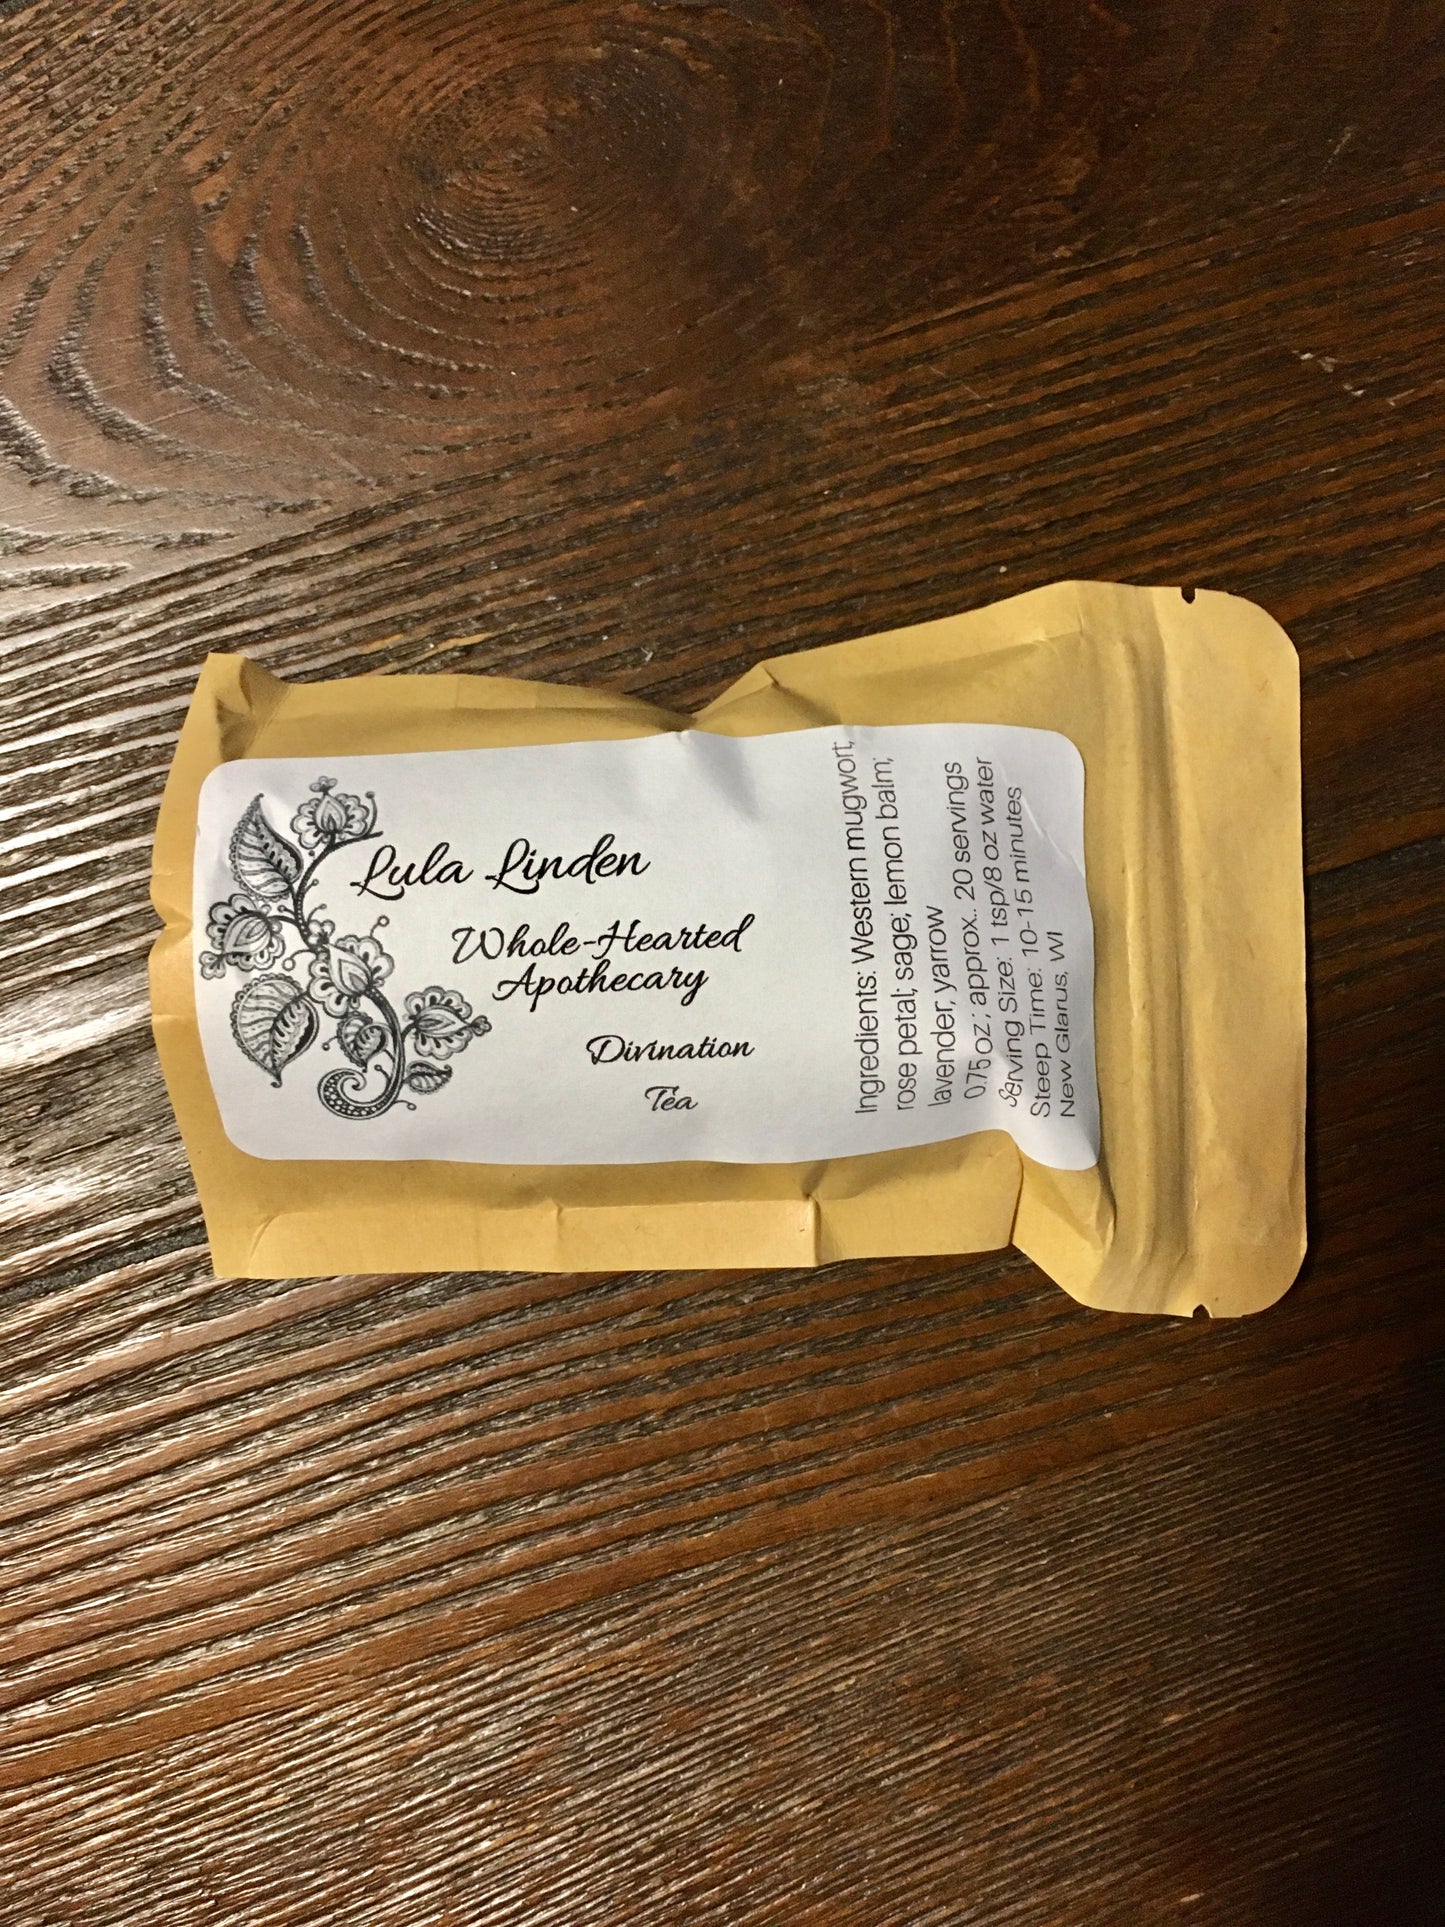 Lula Linden
Whole-Hearted
Apothecary
Divination
Tea
Ingredients: Western mugwort;
rose petal; sage; lemon balm;
lavender; yarrow
0.75 oz; approx.. 20 servings
Serving Size: 1 tsp/8 oz water
Steep Time: 10-15 minutes
New Glarus, WI